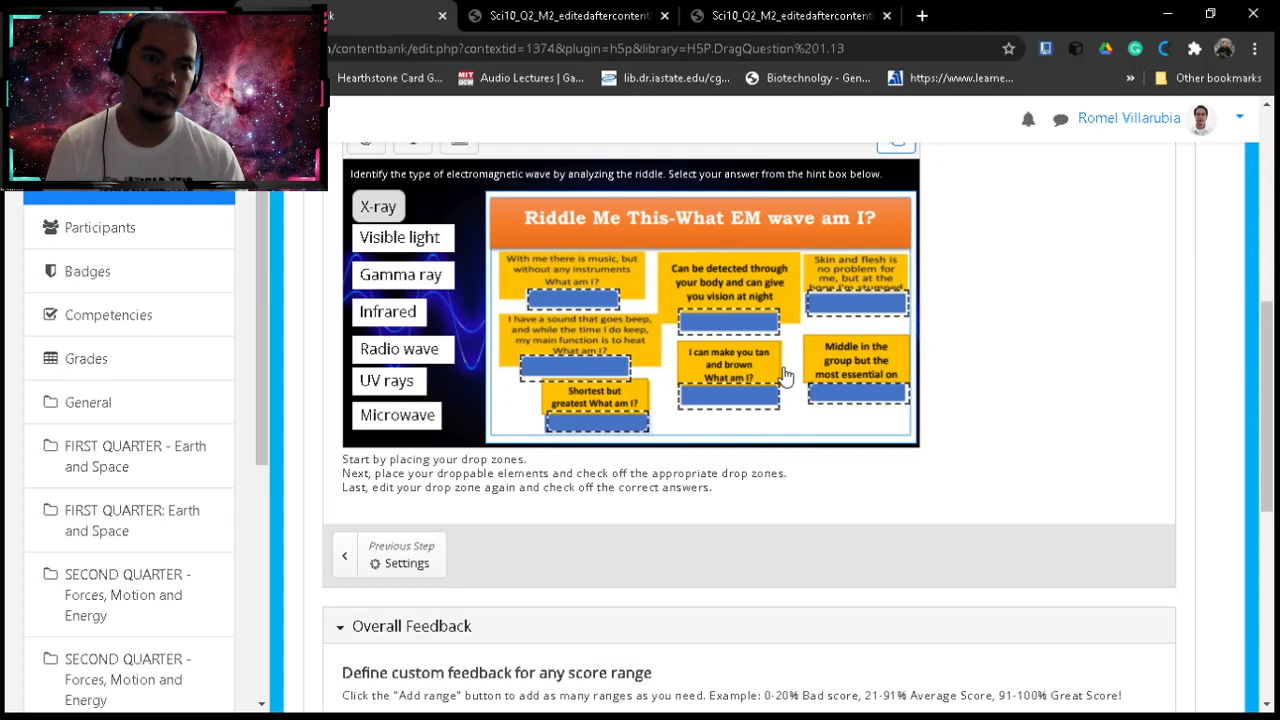 O10_Q2_M2_editedaftercontent
10_Q2_M2_editedaftercontent
n/contentbank/edit.php?contextid=1374&plugin=h5p&library=H5P.DragQuestion%201.13
Hearthstone Card G...
Audio Lectures | Ga...
lib.dr.iastate.edu/cg...
Biotechnolgy - Gen...
https://www.learne...
Other bookmarks
Romel Villarubia
Participants
Badges
Competencies
Grades
General
FIRST QUARTER - Earth
and Space
FIRST QUARTER: Earth
and Space
SECOND QUARTER -
Forces, Motion and
Energy
SECOND QUARTER -
Forces, Motion and
Energy
Identify the type of electromagnetic wave by analyzing the riddle. Select your answer from the hint box below.
X-ray
Visible light
Gamma ray
Infrared
Radio wave
UV rays
Microwave
Riddle Me This-What EM wave am I?
With me there is music, but
without any instruments
What am I?
I have a sound that goes beep,
and while the time I do keep,
my main function is to heat
What am I?
Shortest but
greatest What am I?
Can be detected through
your body and can give
you vision at night
I can make you tan
and brown
What am I?
Skin and flesh is
no problem for
me, but at the
bone I'm stumped
Middle in the
group but the
most essential on
Start by placing your drop zones.
Next, place your droppable elements and check off the appropriate drop zones.
Last, edit your drop zone again and check off the correct answers.
Previous Step
Settings
Overall Feedback
Define custom feedback for any score range
Click the "Add range" button to add as many ranges as you need. Example: 0-20% Bad score, 21-91% Average Score, 91-100% Great Score!